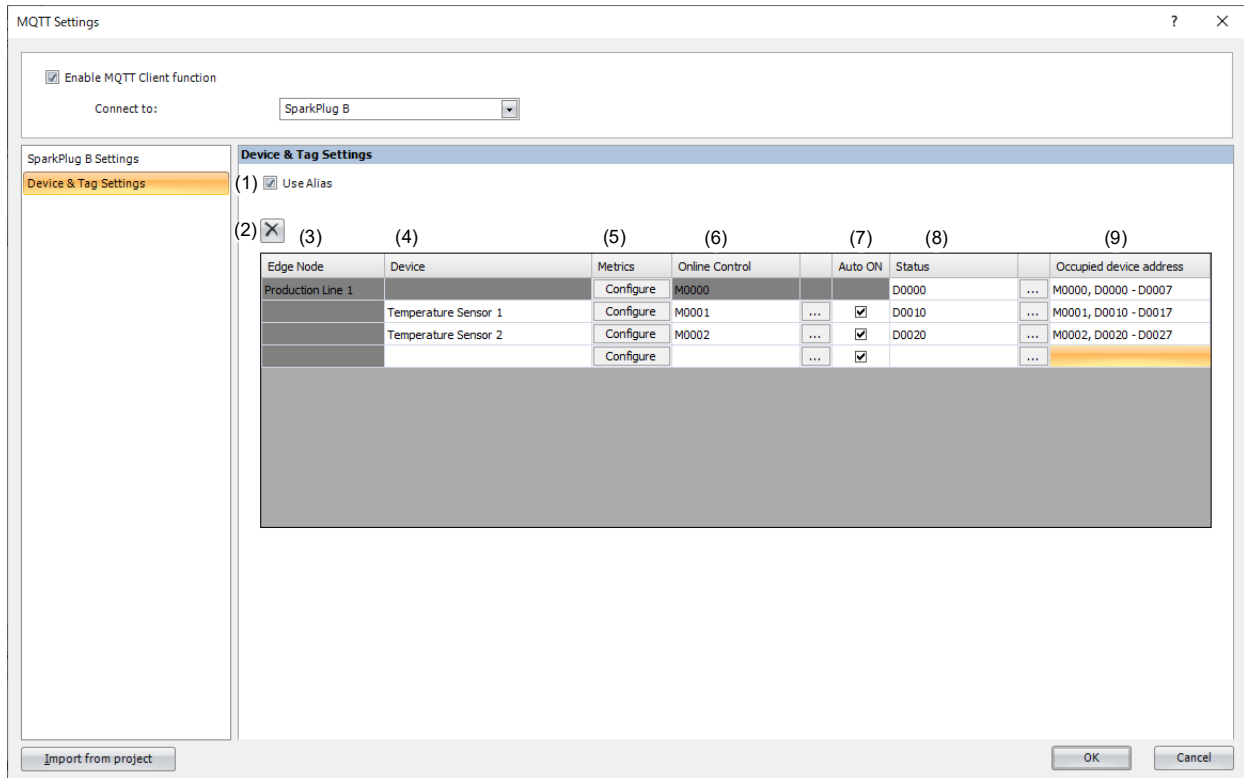 MQTT Settings ? ×
Enable MQTT Client function
Connect to: SparkPlug B
SparkPlug B Settings
Device & Tag Settings
Device & Tag Settings
(1) Use Alias
(2) (3) (4) (5) (6) (7) (8) (9)
Edge Node Device Metrics Online Control Auto ON Status Occupied device address
Production Line 1 Configure M0000 D0000 ... M0000, D0000 - D0007
Temperature Sensor 1 Configure M0001 ... D0010 ... M0001, D0010 - D0017
Temperature Sensor 2 Configure M0002 ... D0020 ... M0002, D0020 - D0027
Configure ... ...
Import from project OK Cancel